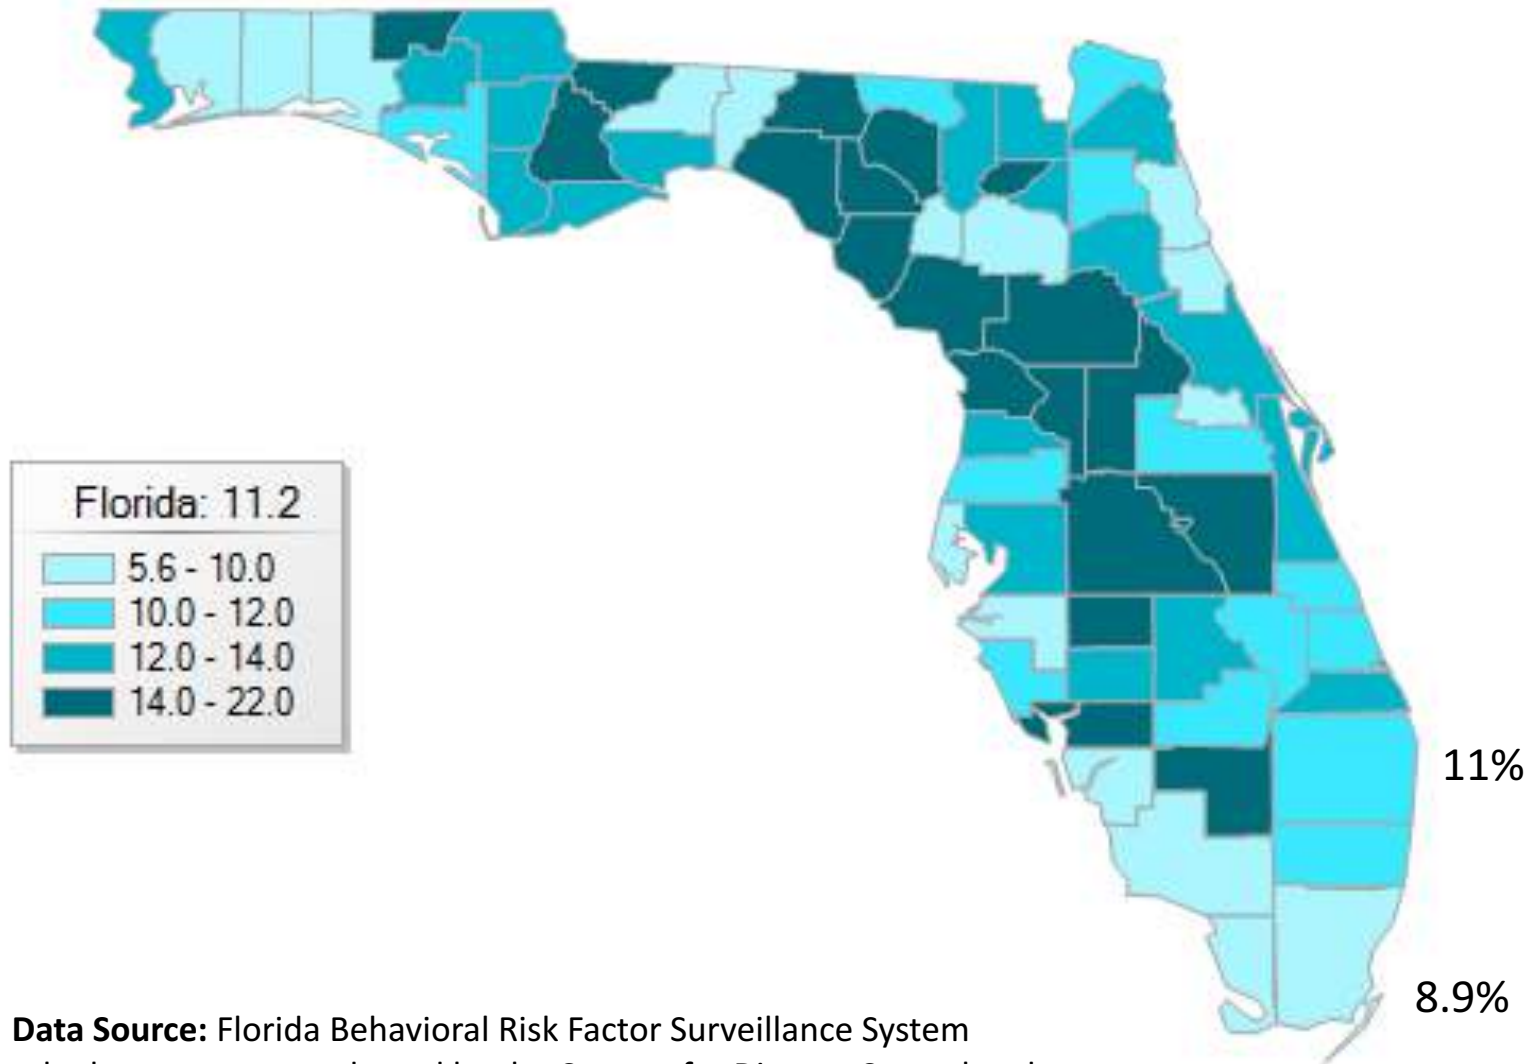 Florida: 11.2
5.6 - 10.0
10.0 - 12.0
12.0 - 14.0
14.0 - 22.0
11%
8.9%
Data Source: Florida Behavioral Risk Factor Surveillance System